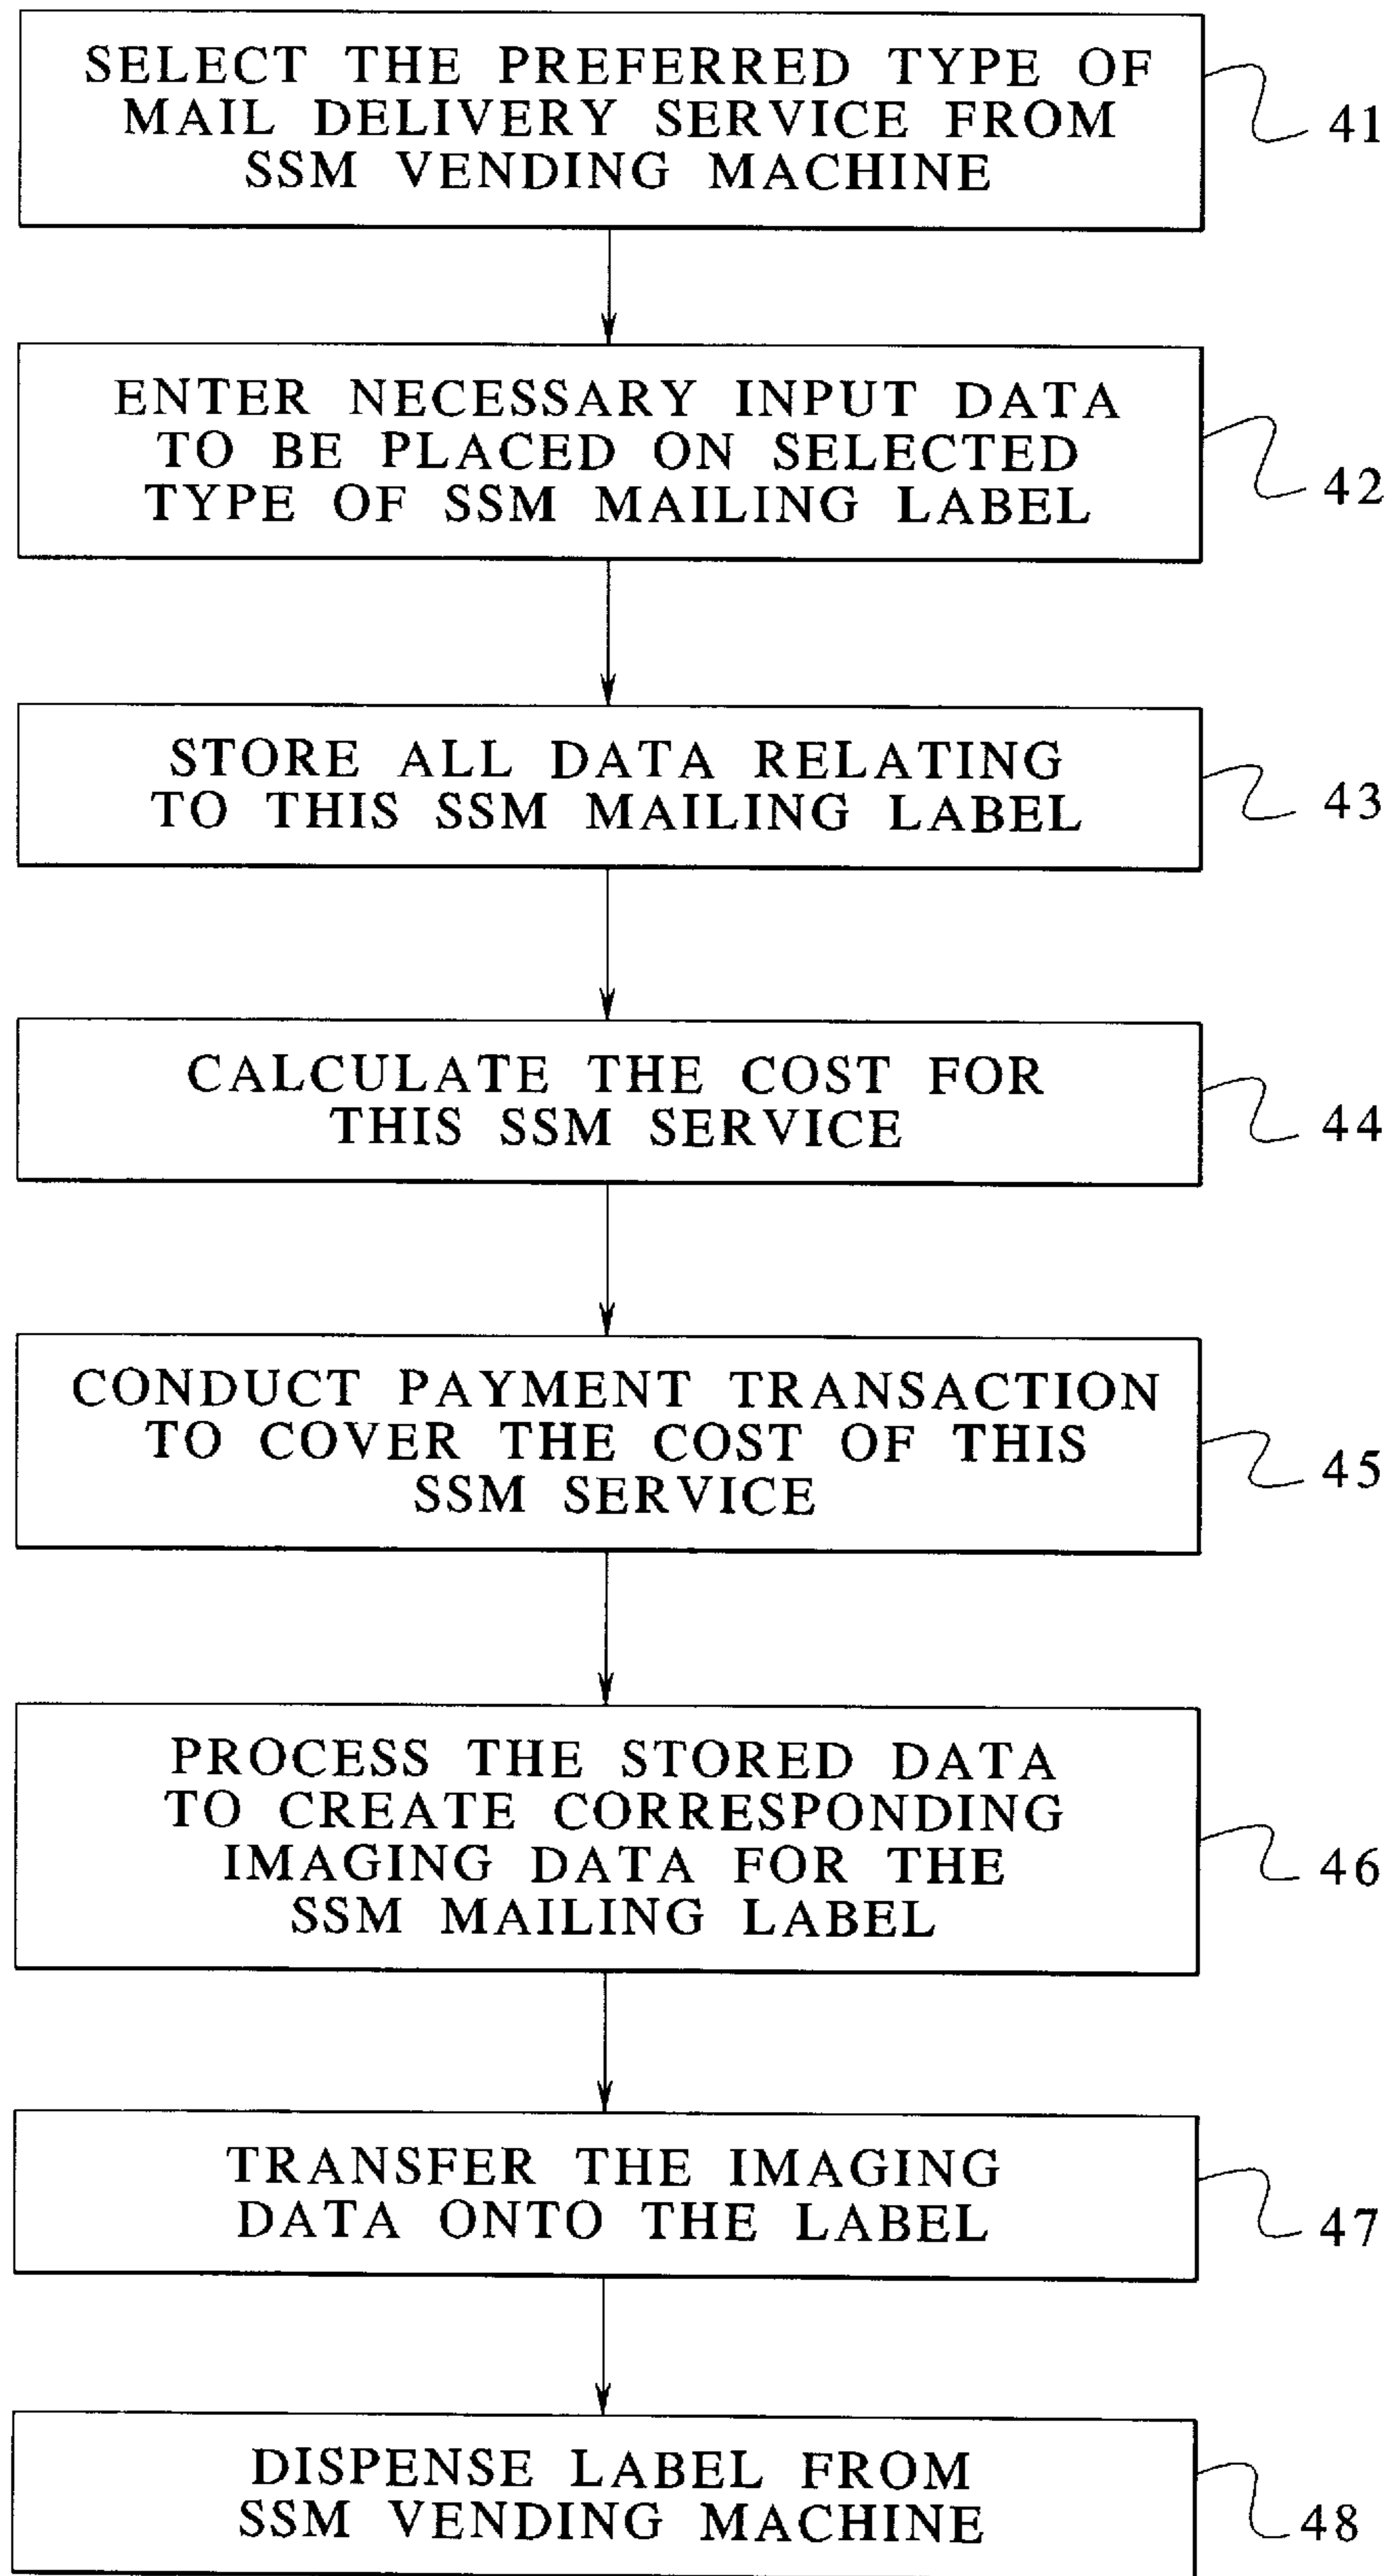 SELECT THE PREFERRED TYPE OF
MAIL DELIVERY SERVICE FROM
SSM VENDING MACHINE
41
ENTER NECESSARY INPUT DATA
TO BE PLACED ON SELECTED
TYPE OF SSM MAILING LABEL
42
STORE ALL DATA RELATING
TO THIS SSM MAILING LABEL
43
CALCULATE THE COST FOR
THIS SSM SERVICE
44
CONDUCT PAYMENT TRANSACTION
TO COVER THE COST OF THIS
SSM SERVICE
45
PROCESS THE STORED DATA
TO CREATE CORRESPONDING
IMAGING DATA FOR THE
SSM MAILING LABEL
46
TRANSFER THE IMAGING
DATA ONTO THE LABEL
47
DISPENSE LABEL FROM
SSM VENDING MACHINE
48